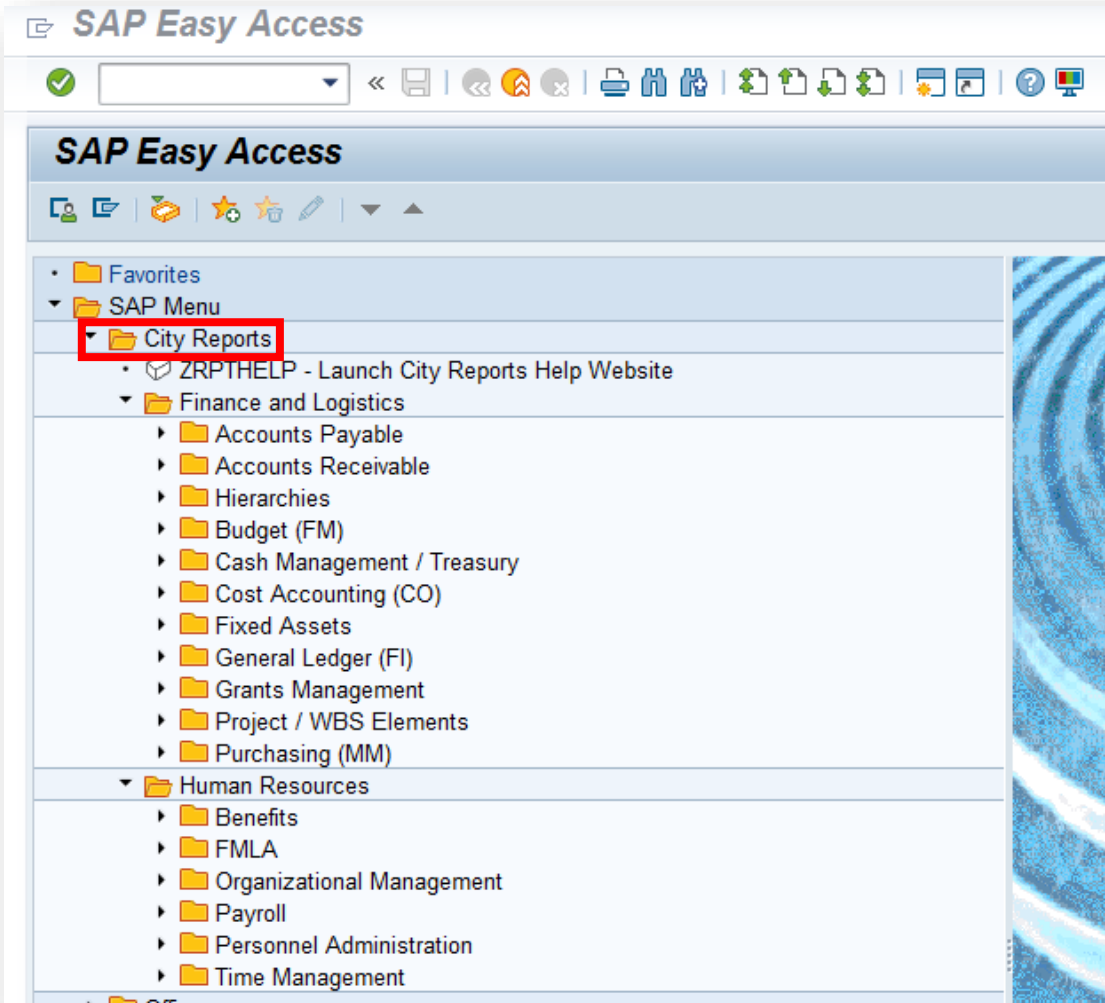 SAP Easy Access
SAP Easy Access
Favorites
SAP Menu
City Reports
ZRPTHELP - Launch City Reports Help Website
Finance and Logistics
Accounts Payable
Accounts Receivable
Hierarchies
Budget (FM)
Cash Management / Treasury
Cost Accounting (CO)
Fixed Assets
General Ledger (FI)
Grants Management
Project / WBS Elements
Purchasing (MM)
Human Resources
Benefits
FMLA
Organizational Management
Payroll
Personnel Administration
Time Management